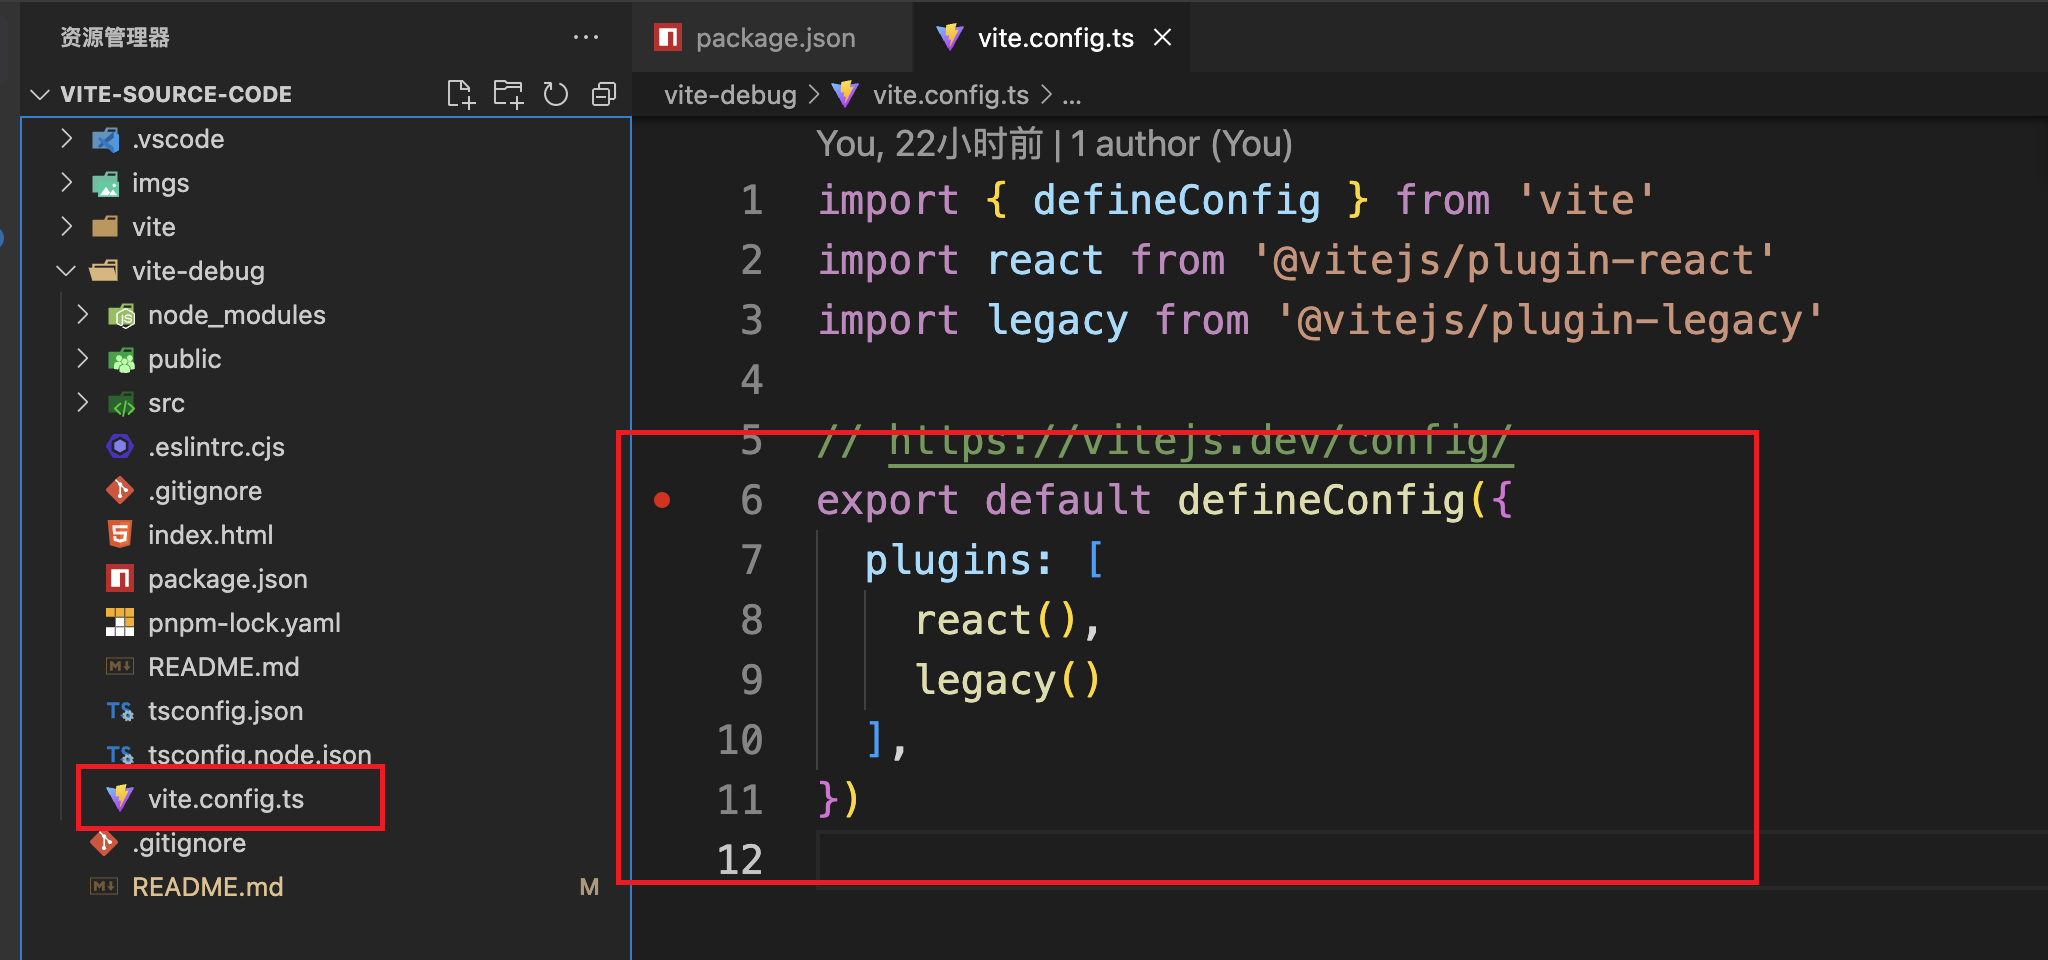 资源管理器
VITE-SOURCE-CODE
.vscode
imgs
vite
vite-debug
node_modules
public
src
.eslintrc.cjs
.gitignore
index.html
package.json
pnpm-lock.yaml
README.md
tsconfig.json
tsconfig.node.json
vite.config.ts
.gitignore
README.md M
package.json vite.config.ts
vite-debug > vite.config.ts > ...
You, 22小时前 | 1 author (You)
1 import { defineConfig } from 'vite'
2 import react from '@vitejs/plugin-react'
3 import legacy from '@vitejs/plugin-legacy'
4
5 // https://vitejs.dev/config/
6 export default defineConfig({
7 plugins: [
8 react(),
9 legacy()
10 ],
11 })
12